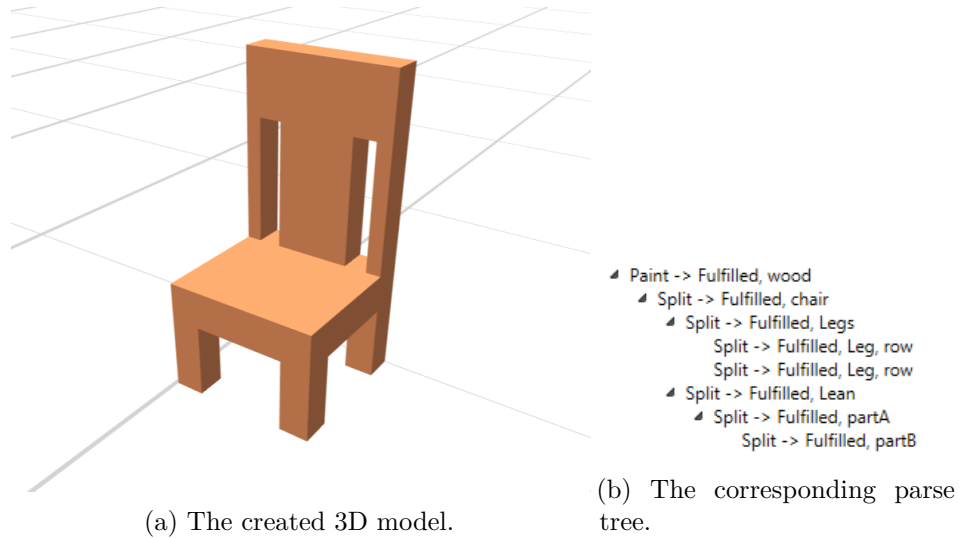 Paint -> Fulfilled, wood
Split -> Fulfilled, chair
Split -> Fulfilled, Legs
Split -> Fulfilled, Leg, row
Split -> Fulfilled, Leg, row
Split -> Fulfilled, Lean
Split -> Fulfilled, partA
Split -> Fulfilled, partB
(a) The created 3D model.
(b) The corresponding parse
tree.